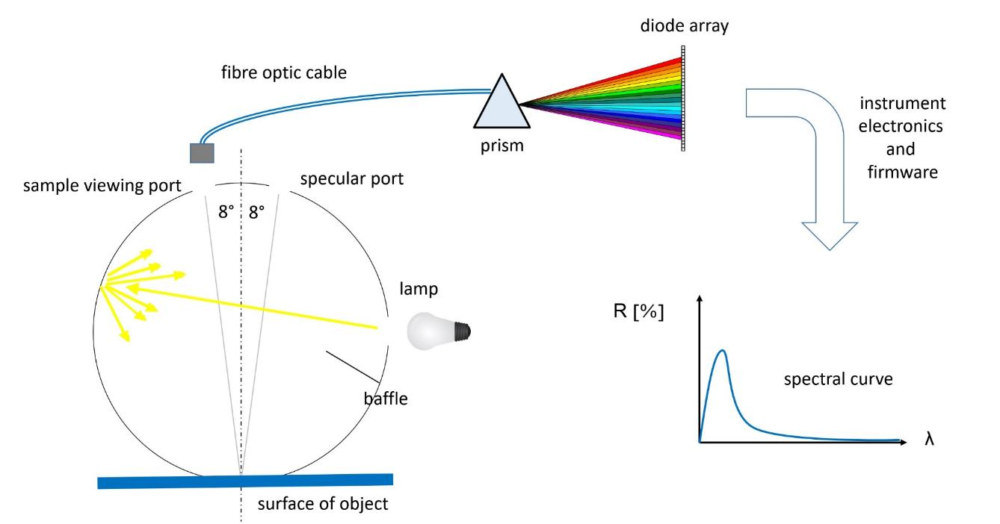 diode array
fibre optic cable
instrument
electronics
and
firmware
prism
sample viewing port
specular port
8° 8°
lamp
R [%]
spectral curve
baffle
λ
surface of object